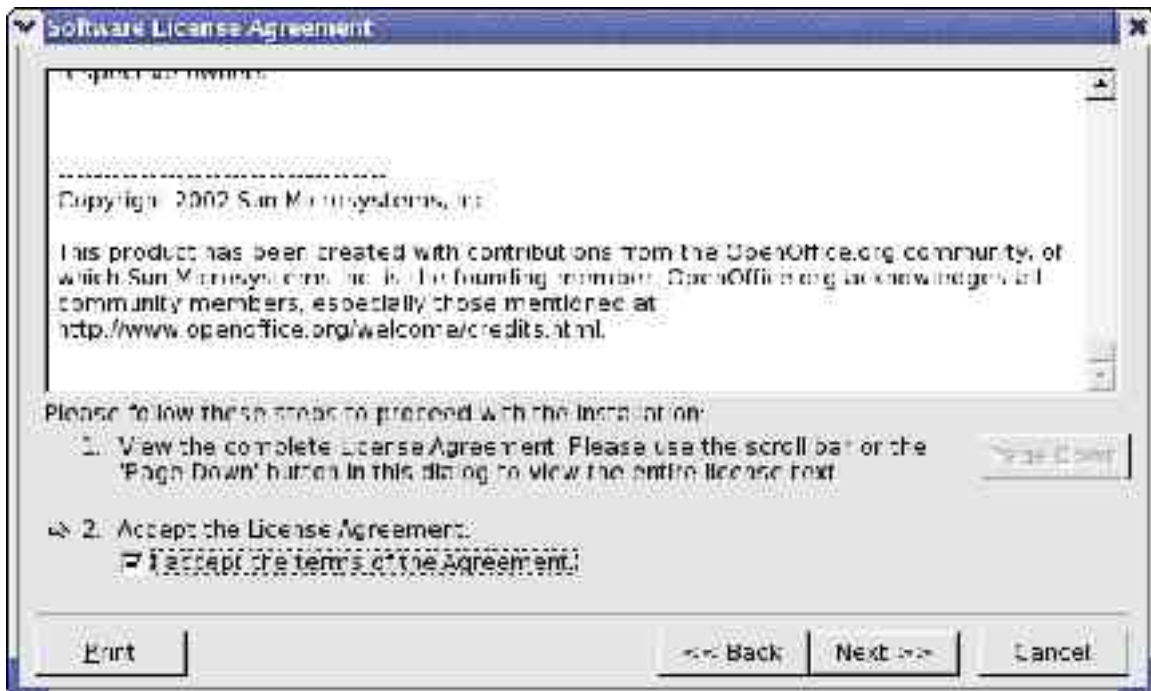 Software License Agreement
respective owners.
----------------------------------
Copyright 2002 Sun Microsystems, Inc.
This product has been created with contributions from the OpenOffice.org community, of
which Sun Microsystems Inc. is the founding member. OpenOffice.org acknowledges all
community members, especially those mentioned at
http://www.openoffice.org/welcome/credits.html.
Please follow these steps to proceed with the installation:
1. View the complete License Agreement. Please use the scroll bar or the
'Page Down' button in this dialog to view the entire license text.
Page Down
2. Accept the License Agreement.
I accept the terms of the Agreement.
Print
<< Back
Next >>
Cancel